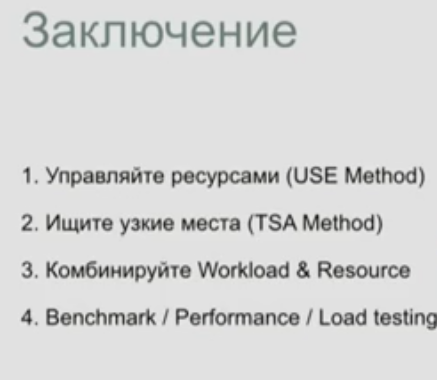 Заключение
1. Управляйте ресурсами (USE Method)
2. Ищите узкие места (TSA Method)
3. Комбинируйте Workload & Resource
4. Benchmark / Performance / Load testing